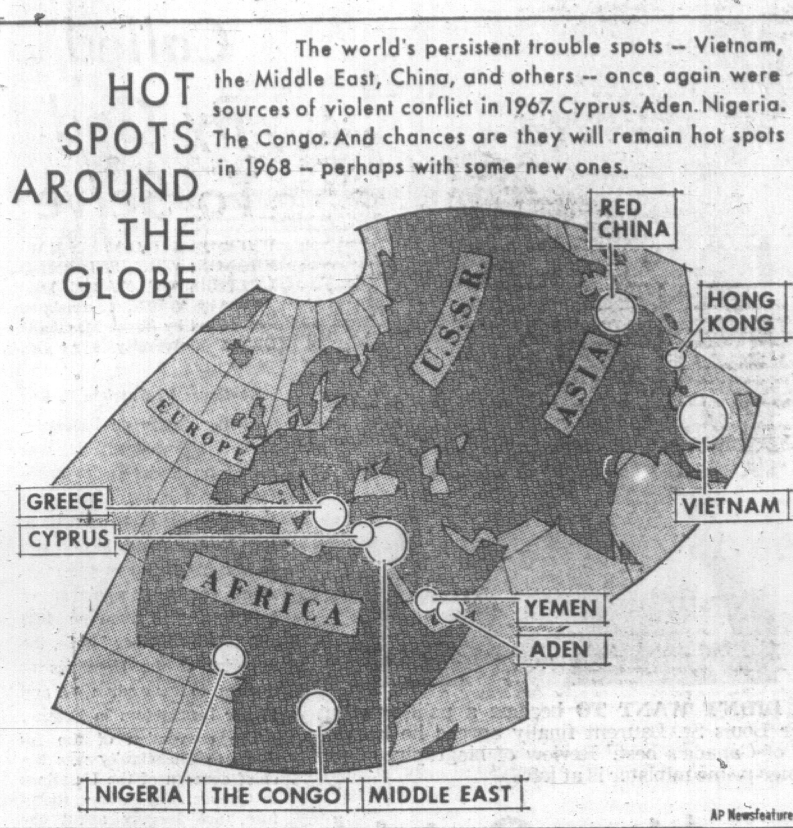 HOT
SPOTS
AROUND
THE
GLOBE
The world's persistent trouble spots -- Vietnam,
the Middle East, China, and others -- once again were
sources of violent conflict in 1967. Cyprus. Aden. Nigeria.
The Congo. And chances are they will remain hot spots
in 1968 -- perhaps with some new ones.
RED
CHINA
HONG
KONG
U.S.S.R.
ASIA
EUROPE
GREECE
CYPRUS
VIETNAM
AFRICA
YEMEN
ADEN
NIGERIA
THE CONGO
MIDDLE EAST
AP Newsfeature